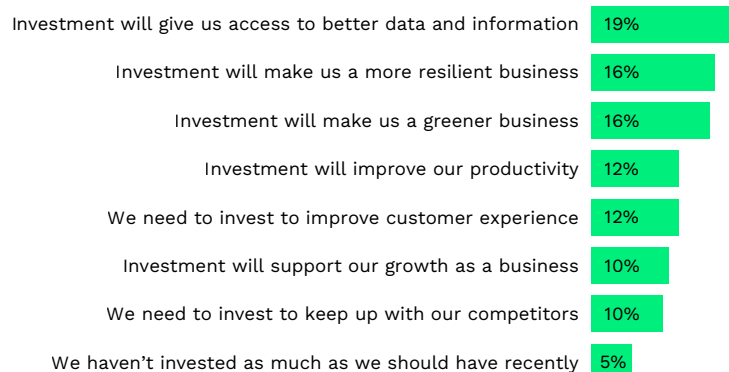 Investment will give us access to better data and information 19%
Investment will make us a more resilient business 16%
Investment will make us a greener business 16%
Investment will improve our productivity 12%
We need to invest to improve customer experience 12%
Investment will support our growth as a business 10%
We need to invest to keep up with our competitors 10%
We haven’t invested as much as we should have recently 5%